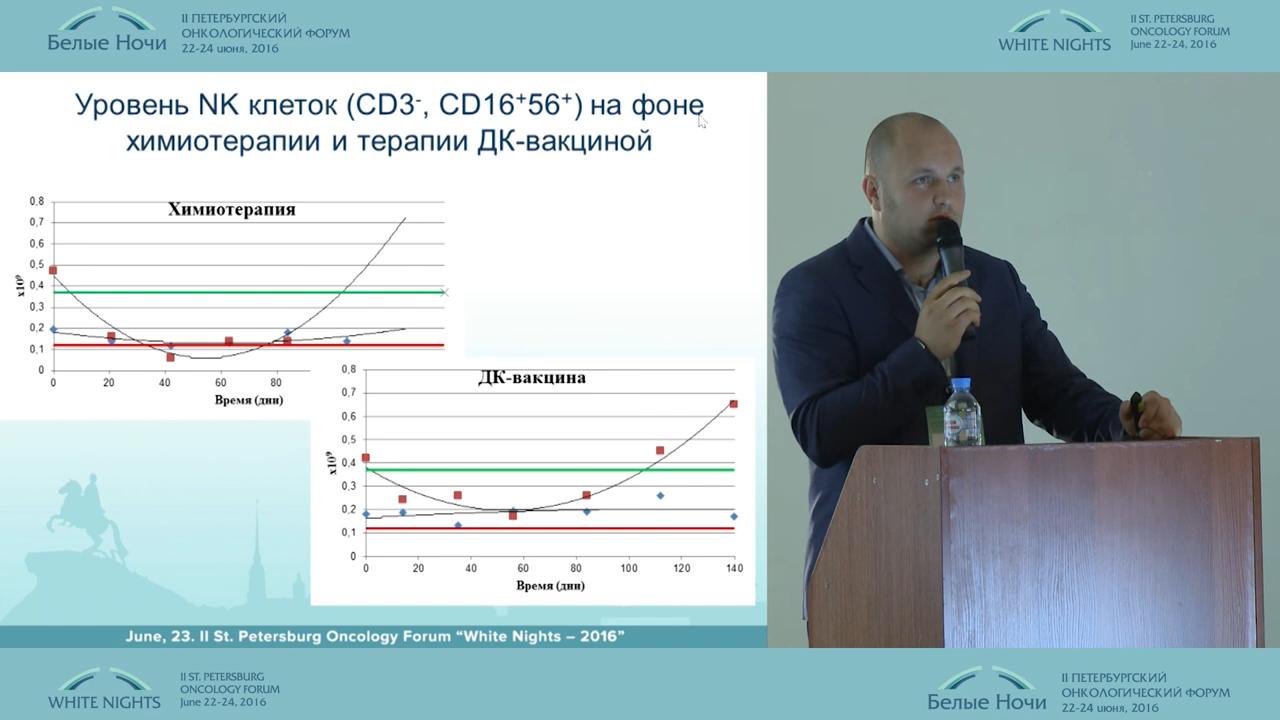 II ПЕТЕРБУРГСКИЙ
ОНКОЛОГИЧЕСКИЙ ФОРУМ
22-24 июня, 2016
Белые Ночи
II ST. PETERSBURG
ONCOLOGY FORUM
June 22-24, 2016
WHITE NIGHTS
Уровень NK клеток (CD3-, CD16+56+) на фоне
химиотерапии и терапии ДК-вакциной
Химиотерапия
0,8
0,7
0,6
0,5
0,4
0,3
0,2
0,1
0
x10⁹
0 20 40 60 80
Время (дни)
ДК-вакцина
0,8
0,7
0,6
0,5
0,4
0,3
0,2
0,1
0
x10⁹
0 20 40 60 80 100 120 140
Время (дни)
June, 23. II St. Petersburg Oncology Forum “White Nights – 2016”
II ST. PETERSBURG
ONCOLOGY FORUM
June 22-24, 2016
WHITE NIGHTS
II ПЕТЕРБУРГСКИЙ
ОНКОЛОГИЧЕСКИЙ ФОРУМ
22-24 июня, 2016
Белые Ночи